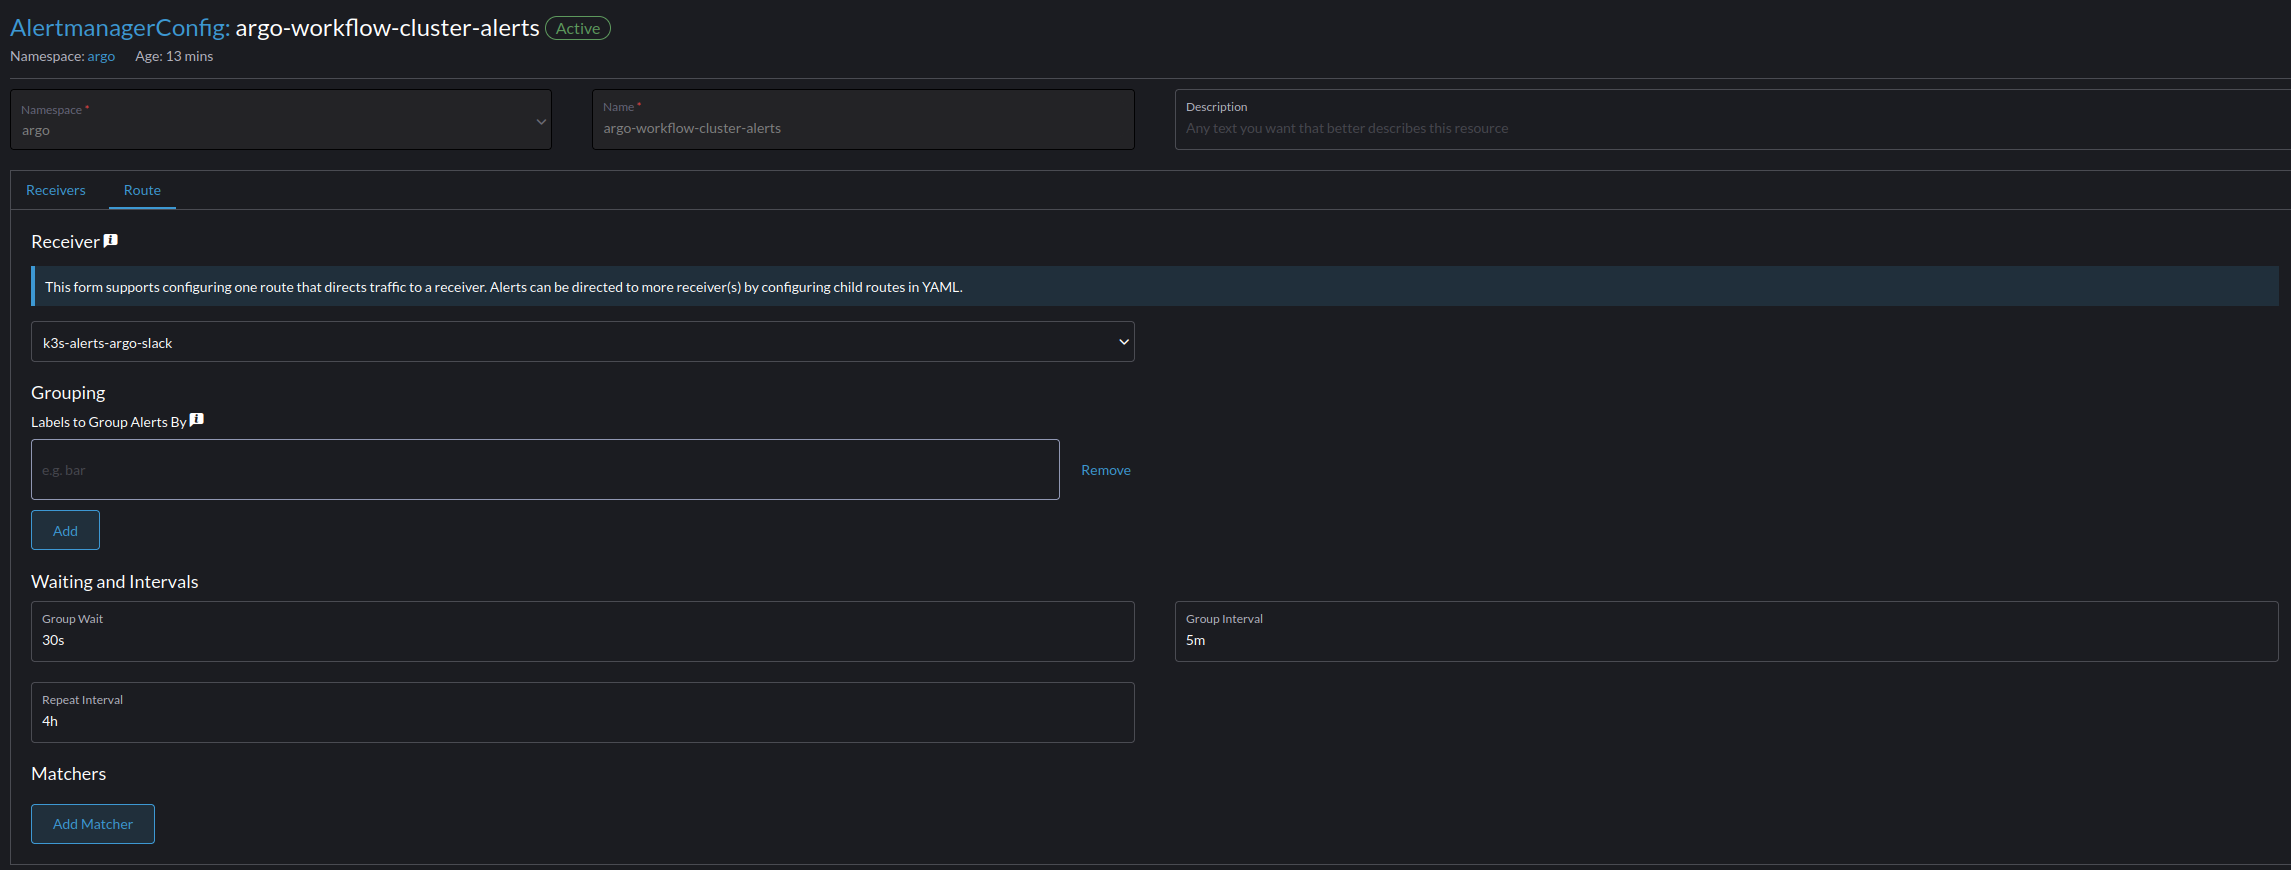 AlertmanagerConfig: argo-workflow-cluster-alerts Active
Namespace: argo Age: 13 mins
Namespace *
argo
Name *
argo-workflow-cluster-alerts
Description
Any text you want that better describes this resource
Receivers Route
Receiver
This form supports configuring one route that directs traffic to a receiver. Alerts can be directed to more receiver(s) by configuring child routes in YAML.
k3s-alerts-argo-slack
Grouping
Labels to Group Alerts By
e.g. bar
Remove
Add
Waiting and Intervals
Group Wait
30s
Group Interval
5m
Repeat Interval
4h
Matchers
Add Matcher